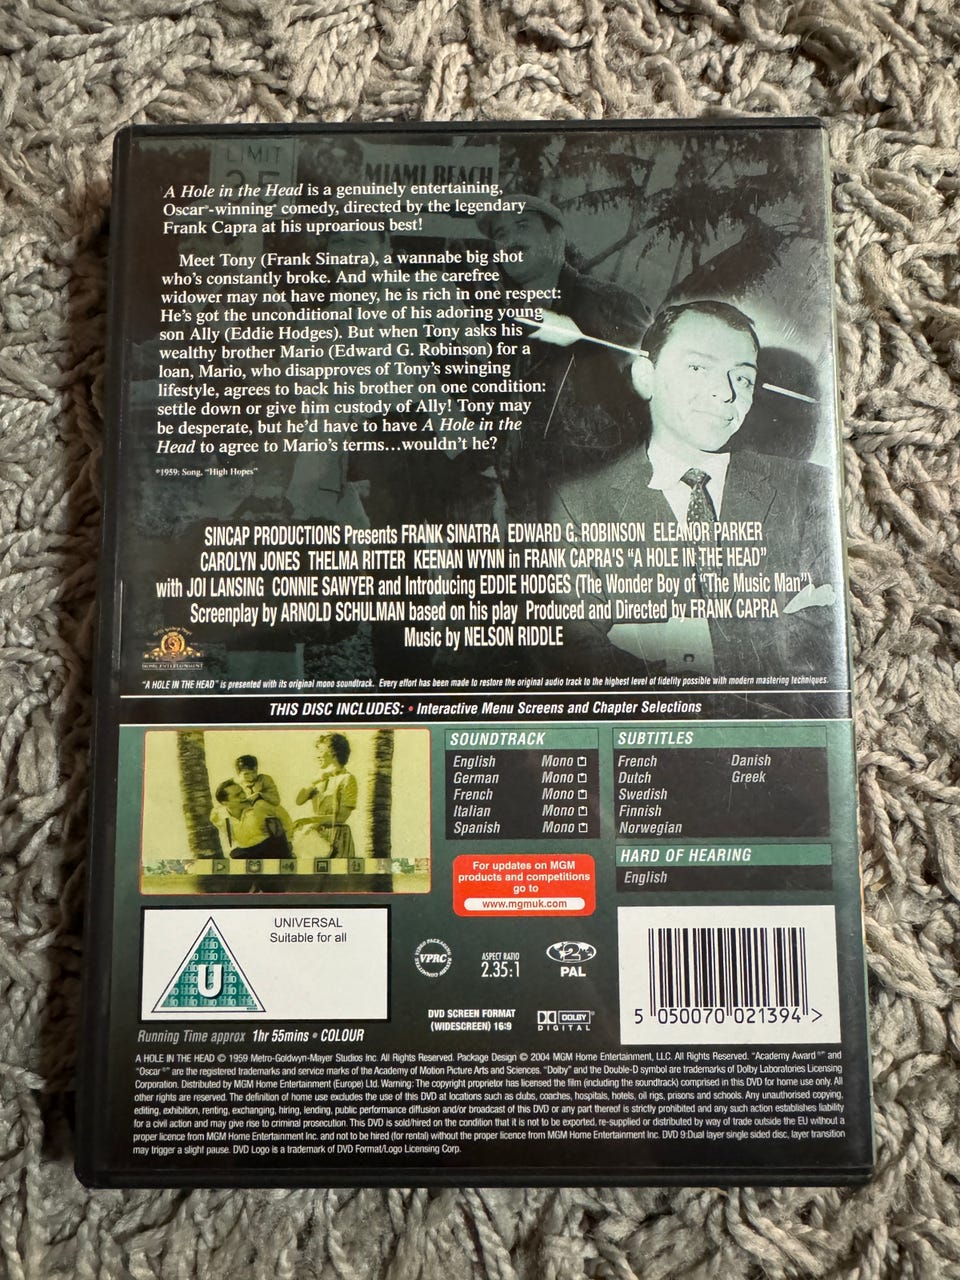 LIMIT
MIAMI BEACH
A Hole in the Head is a genuinely entertaining,
Oscar®-winning* comedy, directed by the legendary
Frank Capra at his uproarious best!
Meet Tony (Frank Sinatra), a wannabe big shot
who's constantly broke. And while the carefree
widower may not have money, he is rich in one respect:
He's got the unconditional love of his adoring young
son Ally (Eddie Hodges). But when Tony asks his
wealthy brother Mario (Edward G. Robinson) for a
loan, Mario, who disapproves of Tony's swinging
lifestyle, agrees to back his brother on one condition:
settle down or give him custody of Ally! Tony may
be desperate, but he'd have to have A Hole in the
Head to agree to Mario's terms...wouldn't he?
*1959: Song, "High Hopes"
SINCAP PRODUCTIONS Presents FRANK SINATRA EDWARD G. ROBINSON ELEANOR PARKER
CAROLYN JONES THELMA RITTER KEENAN WYNN in FRANK CAPRA'S "A HOLE IN THE HEAD"
with JOI LANSING CONNIE SAWYER and Introducing EDDIE HODGES (The Wonder Boy of "The Music Man")
Screenplay by ARNOLD SCHULMAN based on his play Produced and Directed by FRANK CAPRA
Music by NELSON RIDDLE
HOME ENTERTAINMENT
"A HOLE IN THE HEAD" is presented with its original mono soundtrack. Every effort has been made to restore the original audio track to the highest level of fidelity possible with modern mastering techniques.
THIS DISC INCLUDES: • Interactive Menu Screens and Chapter Selections
SOUNDTRACK
English Mono
German Mono
French Mono
Italian Mono
Spanish Mono
SUBTITLES
French Danish
Dutch Greek
Swedish
Finnish
Norwegian
HARD OF HEARING
English
For updates on MGM
products and competitions
go to
www.mgmuk.com
U
UNIVERSAL
Suitable for all
VPRC
ASPECT RATIO
2.35:1
2
PAL
DVD SCREEN FORMAT
(WIDESCREEN) 16:9
DOLBY
DIGITAL
5 050070 021394 >
Running Time approx 1hr 55mins • COLOUR
A HOLE IN THE HEAD © 1959 Metro-Goldwyn-Mayer Studios Inc. All Rights Reserved. Package Design © 2004 MGM Home Entertainment, LLC. All Rights Reserved. "Academy Award ®" and
"Oscar ®" are the registered trademarks and service marks of the Academy of Motion Picture Arts and Sciences. "Dolby" and the Double-D symbol are trademarks of Dolby Laboratories Licensing
Corporation. Distributed by MGM Home Entertainment (Europe) Ltd. Warning: The copyright proprietor has licensed the film (including the soundtrack) comprised in this DVD for home use only. All
other rights are reserved. The definition of home use excludes the use of this DVD at locations such as clubs, coaches, hospitals, hotels, oil rigs, prisons and schools. Any unauthorised copying,
editing, exhibition, renting, exchanging, hiring, lending, public performance diffusion and/or broadcast of this DVD or any part thereof is strictly prohibited and any such action establishes liability
for a civil action and may give rise to criminal prosecution. This DVD is sold/hired on the condition that it is not to be exported, re-supplied or distributed by way of trade outside the EU without a
proper licence from MGM Home Entertainment Inc. and not to be hired (for rental) without the proper licence from MGM Home Entertainment Inc. DVD 9:Dual layer single sided disc, layer transition
may trigger a slight pause. DVD Logo is a trademark of DVD Format/Logo Licensing Corp.